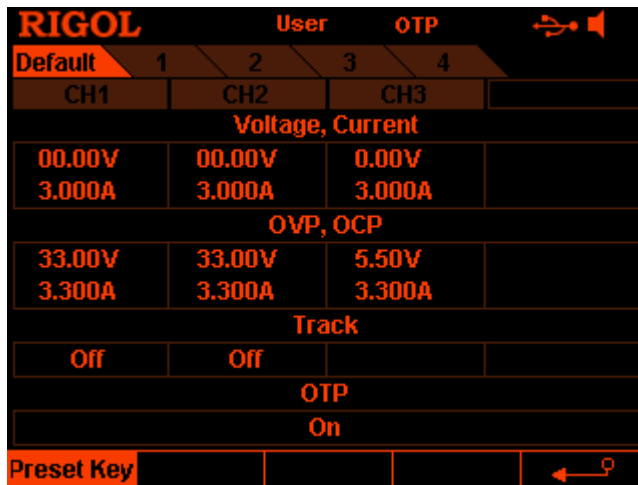 RIGOL User OTP
Default 1 2 3 4
CH1 CH2 CH3
Voltage, Current
00.00V 00.00V 0.00V
3.000A 3.000A 3.000A
OVP, OCP
33.00V 33.00V 5.50V
3.300A 3.300A 3.300A
Track
Off Off
OTP
On
Preset Key